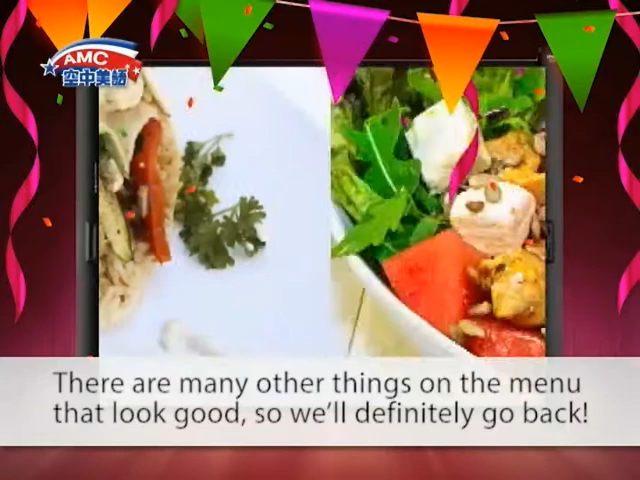 AMC
空中美語
There are many other things on the menu
that look good, so we'll definitely go back!